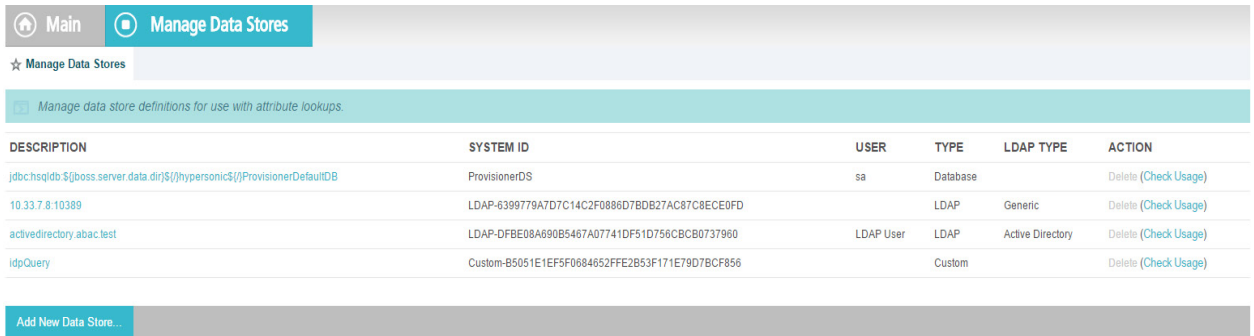 Main Manage Data Stores
Manage Data Stores
Manage data store definitions for use with attribute lookups.
DESCRIPTION SYSTEM ID USER TYPE LDAP TYPE ACTION
jdbc:hsqldb:${jboss.server.data.dir}${/}hypersonic${/}ProvisionerDefaultDB ProvisionerDS sa Database Delete (Check Usage)
10.33.7.8:10389 LDAP-6399779A7D7C14C2F0886D7BDB27AC87C8ECE0FD LDAP Generic Delete (Check Usage)
activedirectory.abac.test LDAP-DFBE08A690B5467A07741DF51D756CBCB0737960 LDAP User LDAP Active Directory Delete (Check Usage)
idpQuery Custom-B5051E1EF5F0684652FFE2B53F171E79D7BCF856 Custom Delete (Check Usage)
Add New Data Store...